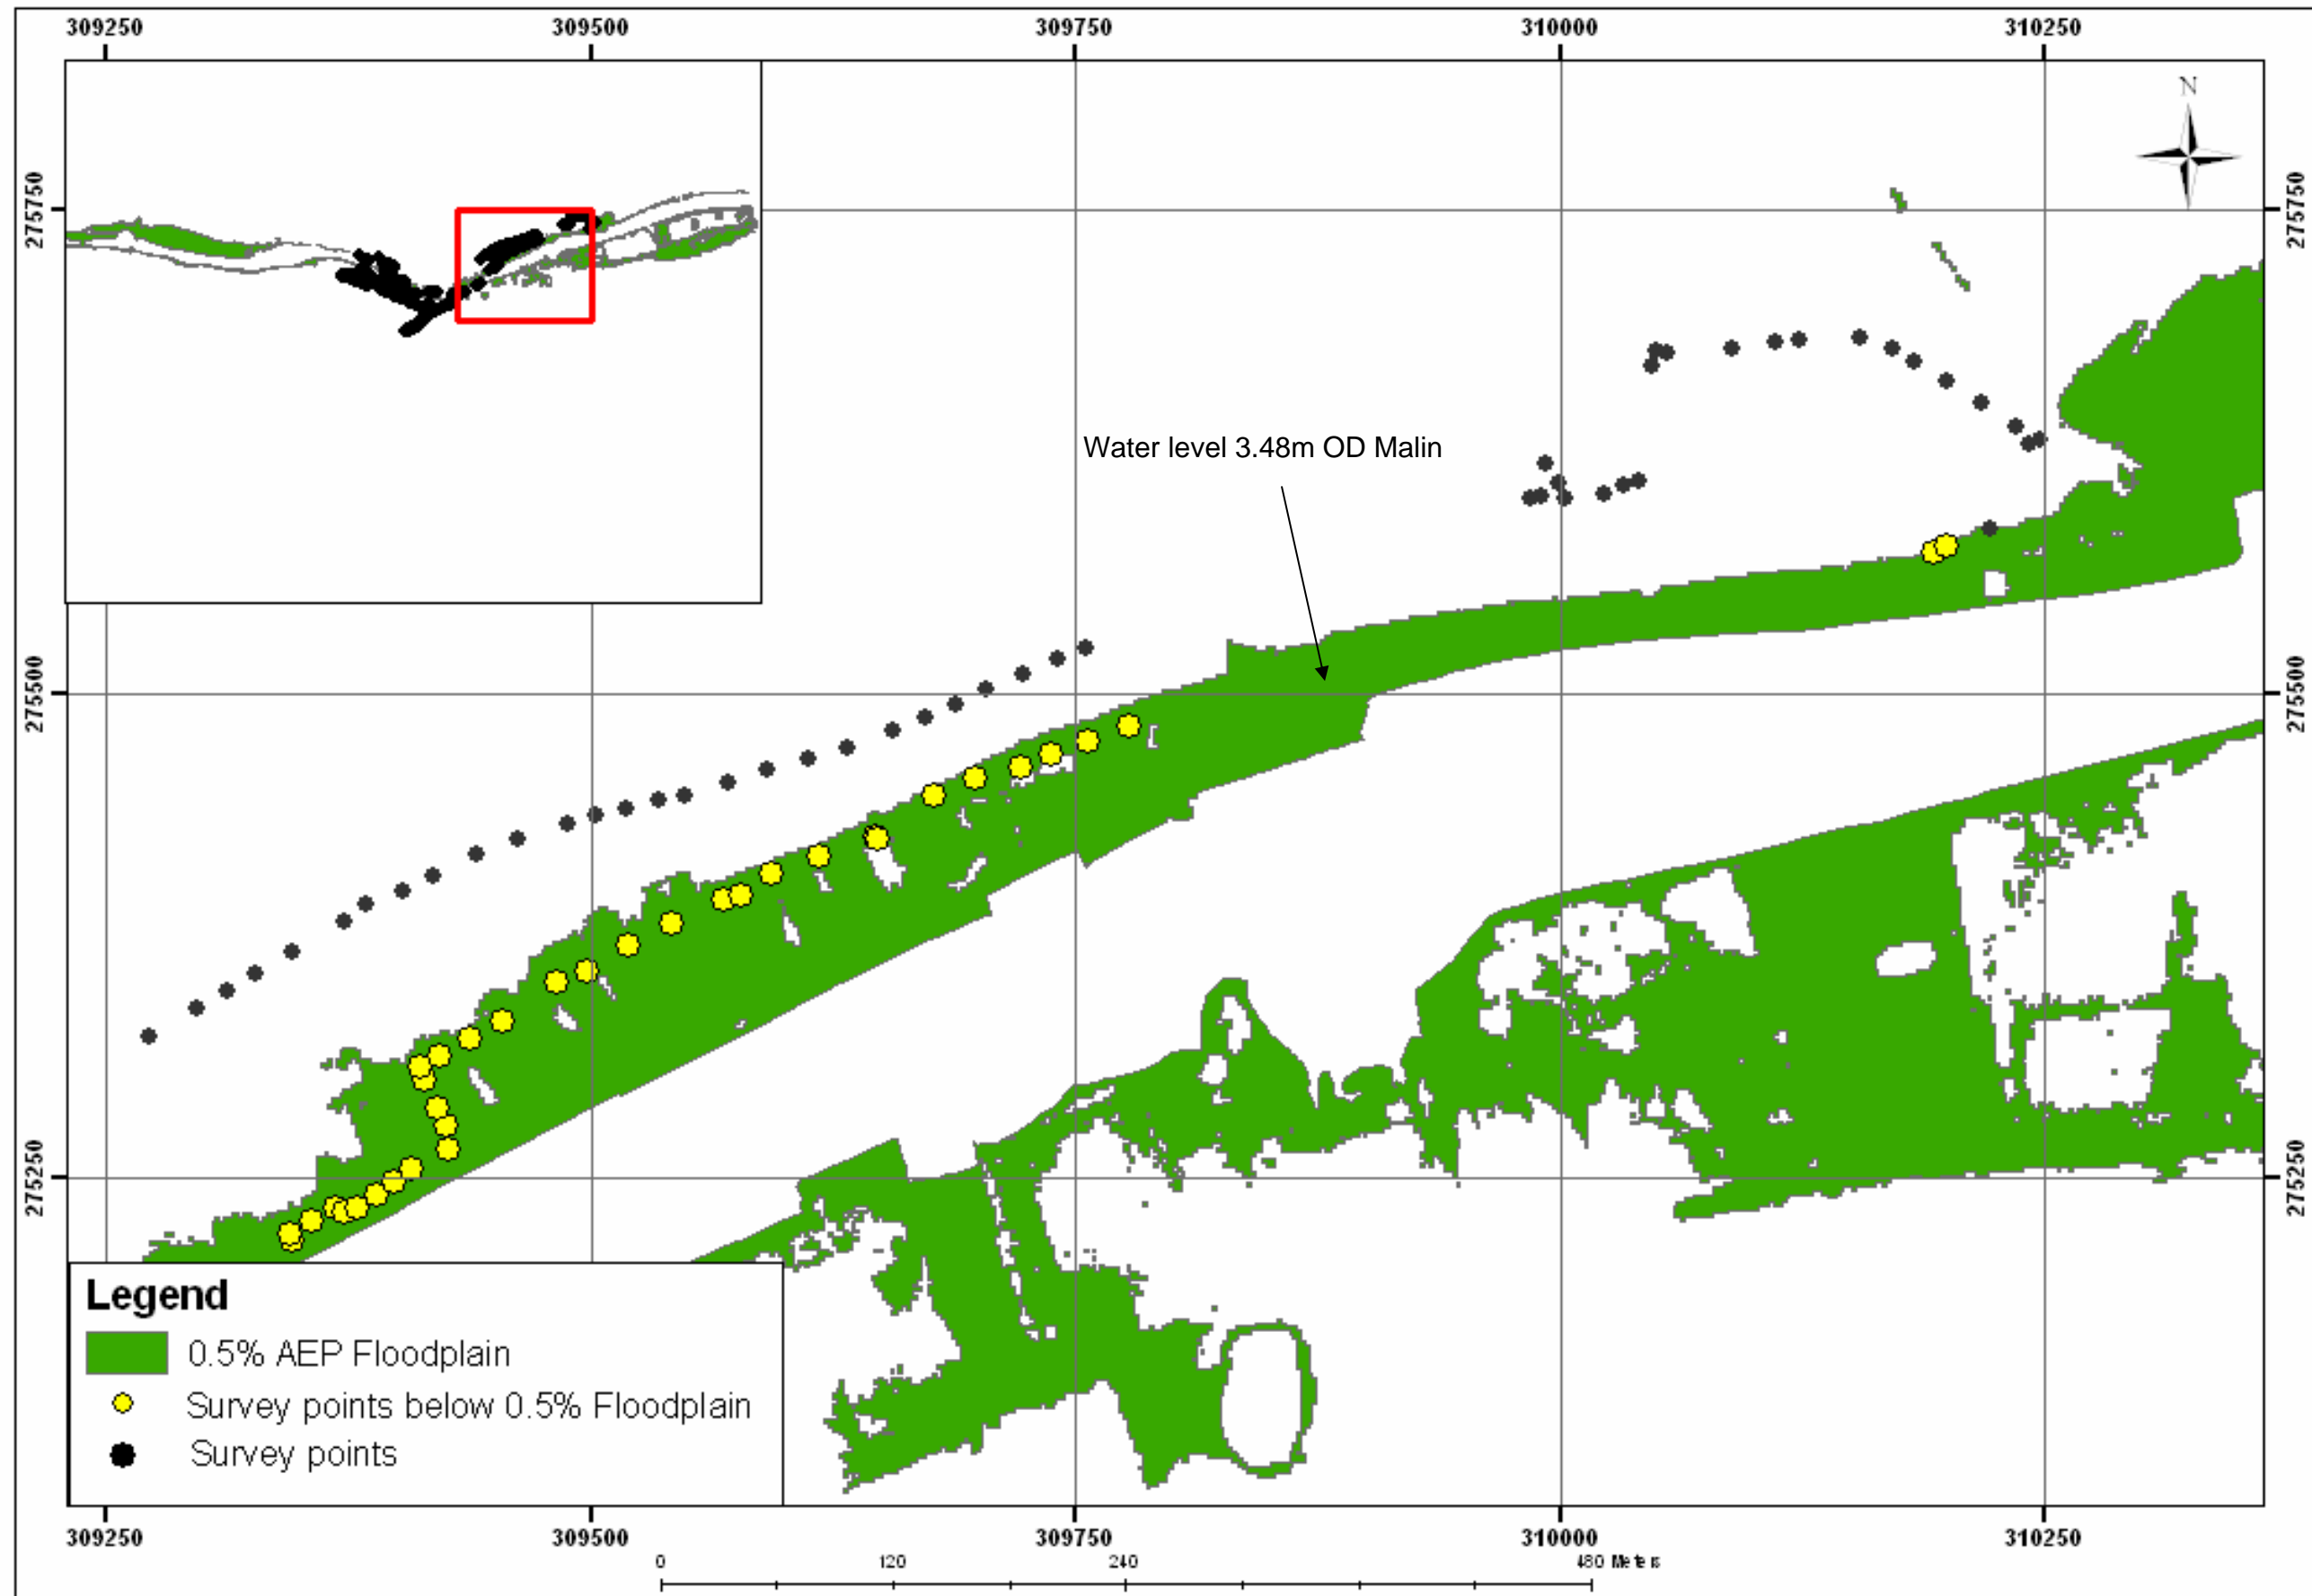 309250 309500 309750 310000 310250
N
275750 275750
Water level 3.48m OD Malin
275500 275500
275250 275250
Legend
0.5% AEP Floodplain
Survey points below 0.5% Floodplain
Survey points
309250 309500 309750 310000 310250
0 120 240 480 Meters